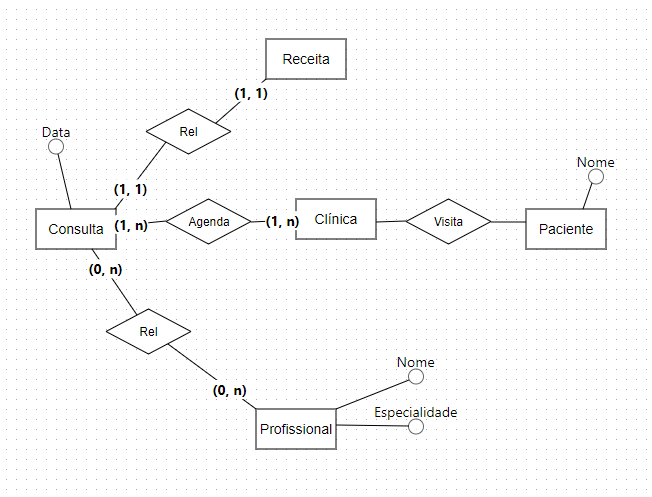 Receita
(1, 1)
Rel
Data
(1, 1)
Nome
Consulta
(1, n)
Agenda
(1, n)
Clínica
Visita
Paciente
(0, n)
Rel
(0, n)
Nome
Especialidade
Profissional